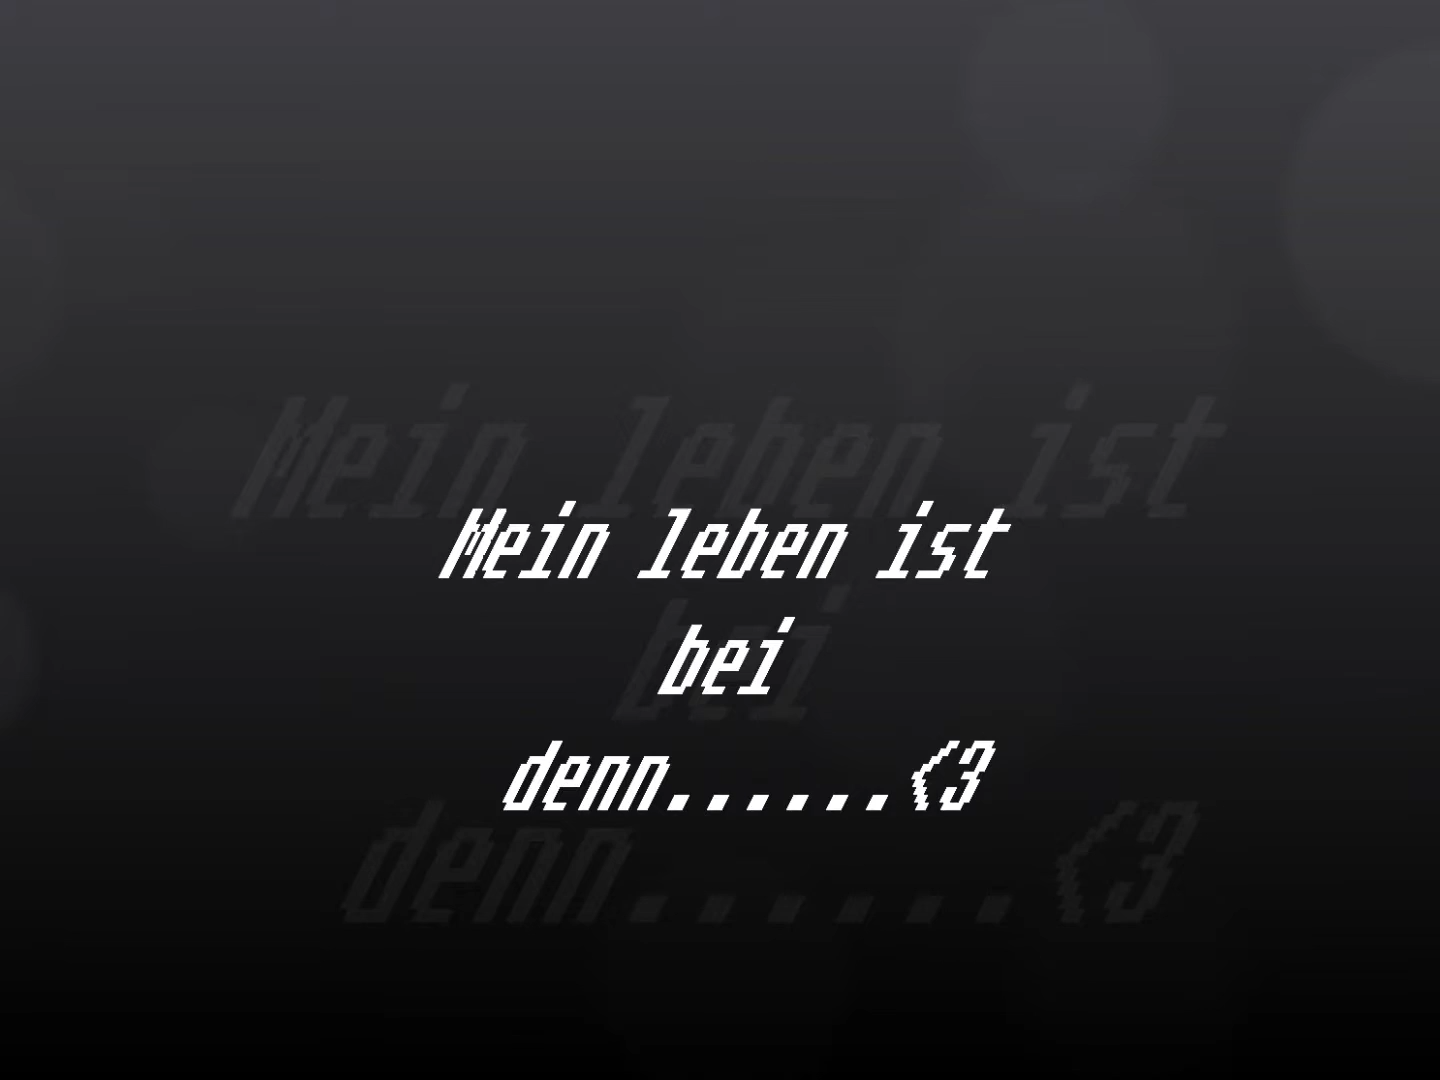 Mein leben ist
bei
denn......<3